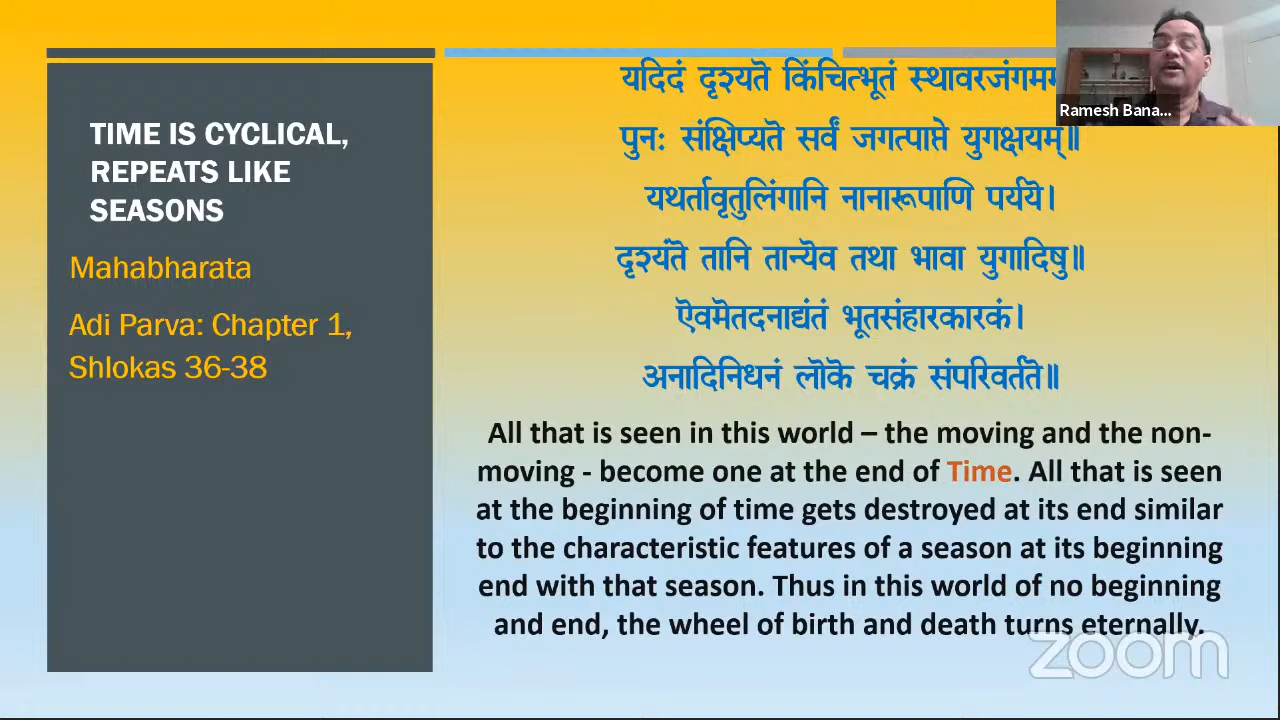 TIME IS CYCLICAL,
REPEATS LIKE
SEASONS
Mahabharata
Adi Parva: Chapter 1,
Shlokas 36-38
यदिदं दृश्यतॆ किंचित्भूतं
पुनः संक्षिप्यतॆ सर्वं जगत्प्राप्ते युगक्षयम्॥
यथर्तावृतुलिंगानि नानारूपाणि पर्ययॆ।
दृश्यंतॆ तानि तान्यॆव तथा भावा युगादिषु॥
ऎवमॆतदनाद्यंतं भूतसंहारकारकं।
अनादिनिधनं लॊकॆ चक्रं संपरिवर्ततॆ॥
All that is seen in this world – the moving and the non-
moving - become one at the end of Time. All that is seen
at the beginning of time gets destroyed at its end similar
to the characteristic features of a season at its beginning
end with that season. Thus in this world of no beginning
and end, the wheel of birth and death turns eternally.
Ramesh Bana...
zoom